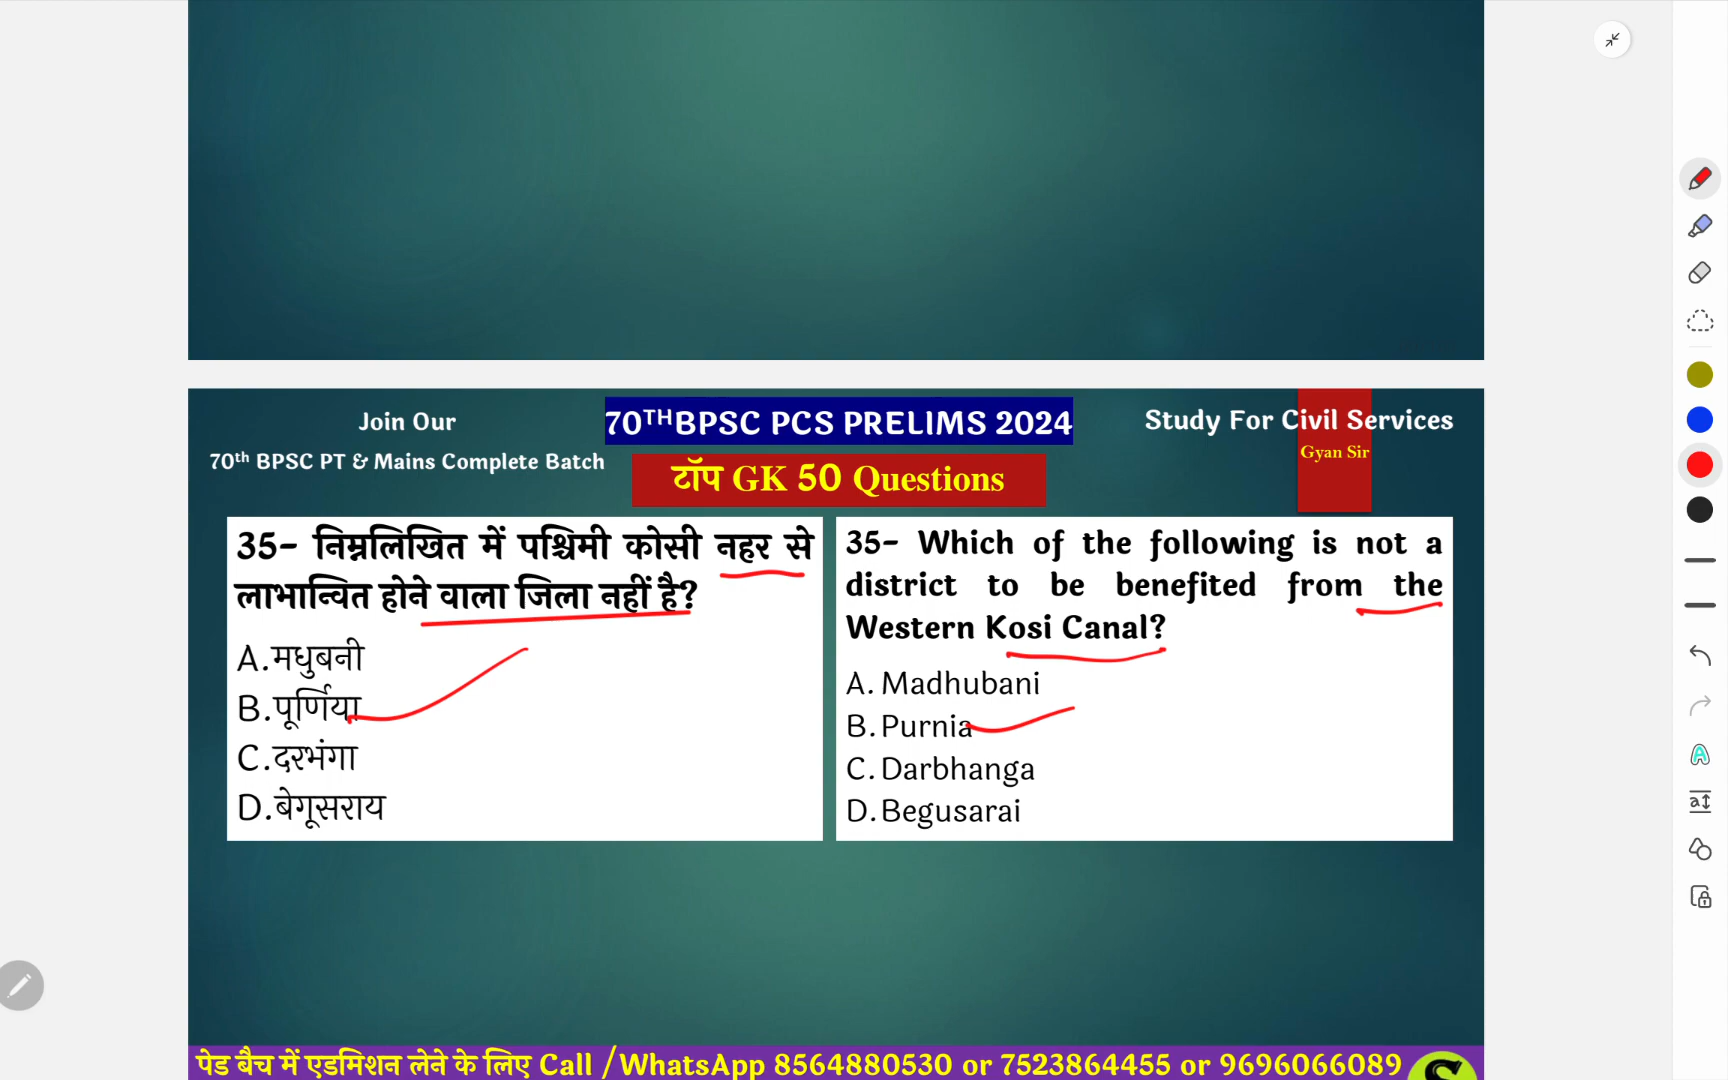 Join Our
70th BPSC PT & Mains Complete Batch
70THBPSC PCS PRELIMS 2024
टॉप GK 50 Questions
Study For Civil Services
Gyan Sir
35- निम्नलिखित में पश्चिमी कोसी नहर से
लाभान्वित होने वाला जिला नहीं है?
A.मधुबनी
B.पूर्णिया
C.दरभंगा
D.बेगूसराय
35- Which of the following is not a
district to be benefited from the
Western Kosi Canal?
A. Madhubani
B. Purnia
C. Darbhanga
D. Begusarai
पेड बैच में एडमिशन लेने के लिए Call /WhatsApp 8564880530 or 7523864455 or 9696066089